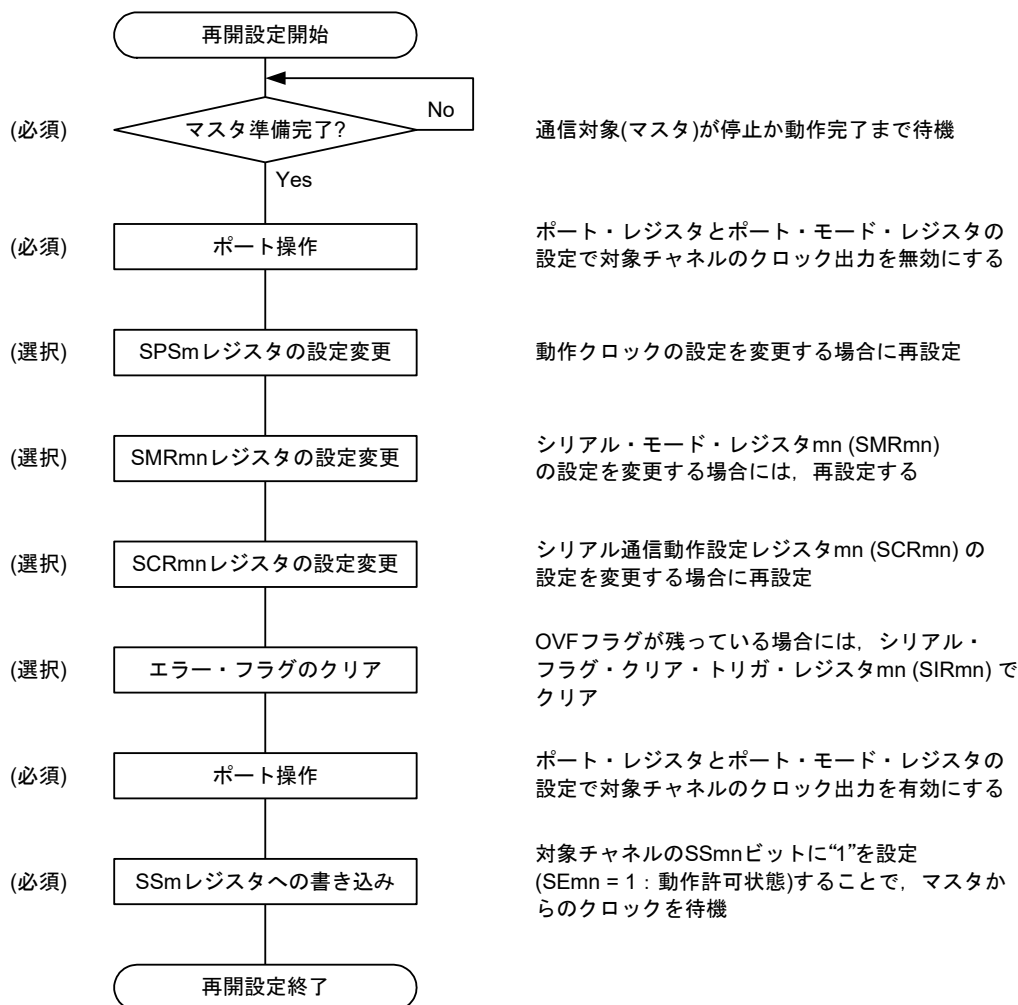 再開設定開始
No
(必須)
マスタ準備完了?
通信対象(マスタ)が停止か動作完了まで待機
Yes
(必須)
ポート操作
ポート・レジスタとポート・モード・レジスタの
設定で対象チャネルのクロック出力を無効にする
(選択)
SPSmレジスタの設定変更
動作クロックの設定を変更する場合に再設定
(選択)
SMRmnレジスタの設定変更
シリアル・モード・レジスタmn (SMRmn)
の設定を変更する場合には，再設定する
(選択)
SCRmnレジスタの設定変更
シリアル通信動作設定レジスタmn (SCRmn) の
設定を変更する場合に再設定
(選択)
エラー・フラグのクリア
OVFフラグが残っている場合には，シリアル・
フラグ・クリア・トリガ・レジスタmn (SIRmn) で
クリア
(必須)
ポート操作
ポート・レジスタとポート・モード・レジスタの
設定で対象チャネルのクロック出力を有効にする
(必須)
SSmレジスタへの書き込み
対象チャネルのSSmnビットに“1”を設定
(SEmn = 1：動作許可状態)することで，マスタか
らのクロックを待機
再開設定終了